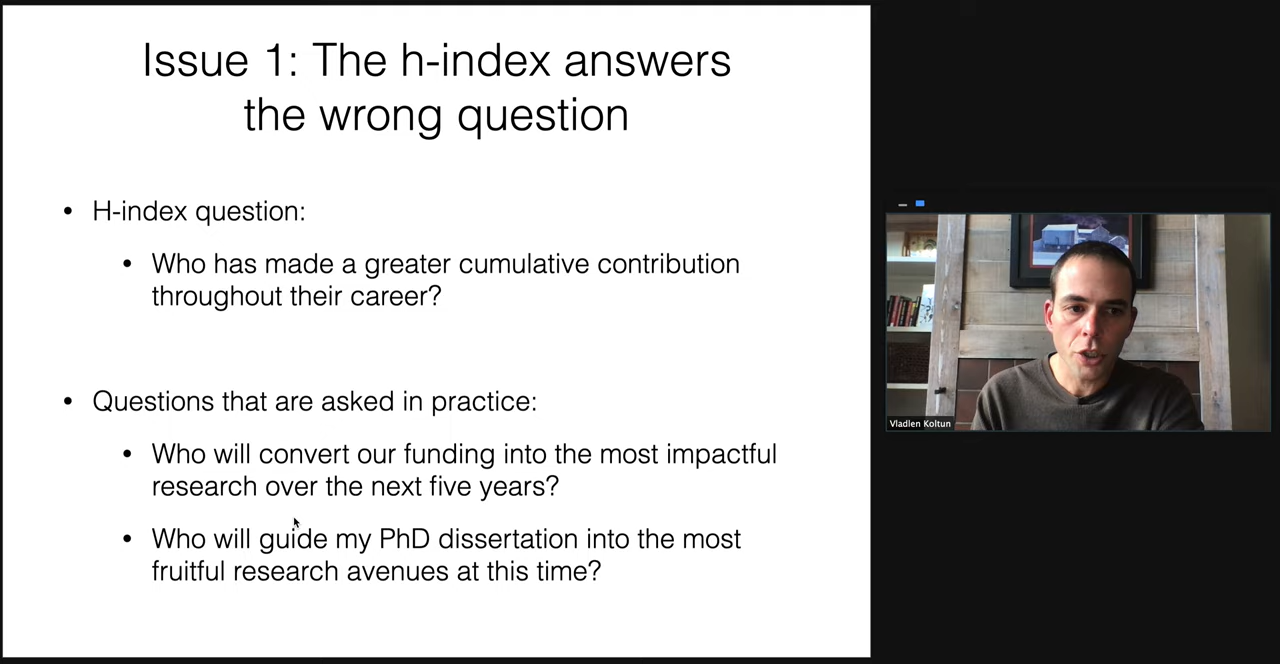 Issue 1: The h-index answers
the wrong question
• H-index question:
• Who has made a greater cumulative contribution
throughout their career?
• Questions that are asked in practice:
• Who will convert our funding into the most impactful
research over the next five years?
• Who will guide my PhD dissertation into the most
fruitful research avenues at this time?
Vladlen Koltun